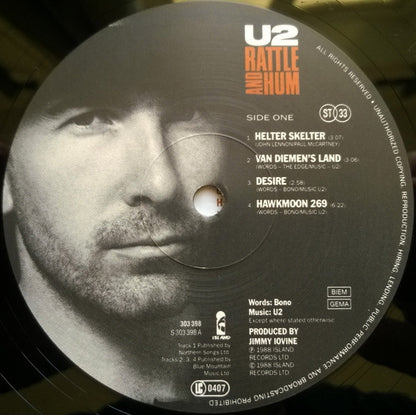 U2
RATTLE
AND HUM
SIDE ONE
ST 33
1 HELTER SKELTER (3:07)
(JOHN LENNON/PAUL McCARTNEY)
2 VAN DIEMEN'S LAND (3:06)
(WORDS – THE EDGE/MUSIC – U2)
3 DESIRE (2:58)
(WORDS – BONO/MUSIC U2)
4 HAWKMOON 269 (6:22)
(WORDS – BONO/MUSIC U2)
BIEM
GEMA
Words: Bono
Music: U2
Except where stated otherwise
PRODUCED BY
JIMMY IOVINE
℗ 1988 ISLAND
RECORDS LTD
© 1988 ISLAND
RECORDS LTD
303 398
S 303 398 A
ISLAND
Track 1 Published by
Northern Songs Ltd
Tracks 2, 3, 4 Published by
Blue Mountain
Music Ltd
LC 0407
ALL RIGHTS RESERVED • UNAUTHORIZED COPYING, REPRODUCTION, HIRING, LENDING, PUBLIC PERFORMANCE AND BROADCASTING PROHIBITED